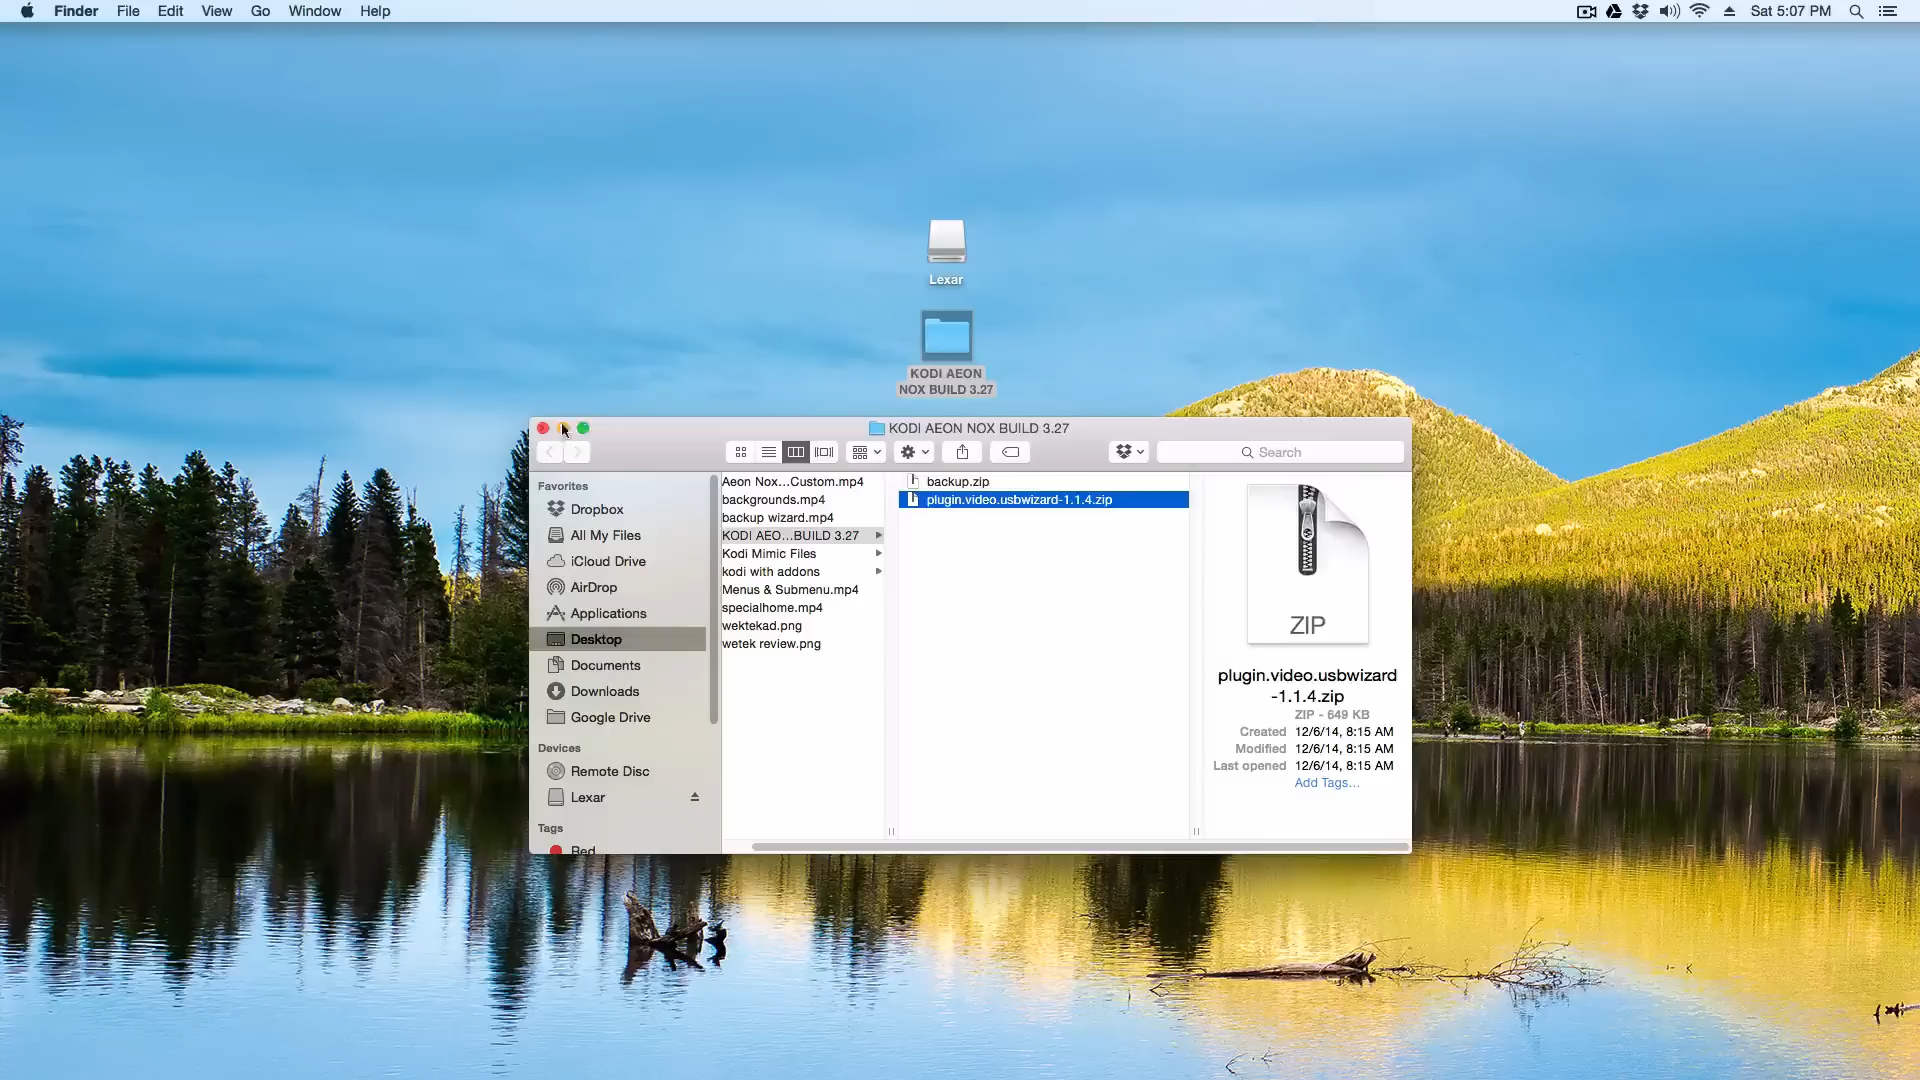 Finder File Edit View Go Window Help
Sat 5:07 PM
Lexar
KODI AEON
NOX BUILD 3.27
KODI AEON NOX BUILD 3.27
Search
Favorites
Dropbox
All My Files
iCloud Drive
AirDrop
Applications
Desktop
Documents
Downloads
Google Drive
Devices
Remote Disc
Lexar
Tags
Red
Aeon Nox...Custom.mp4
backgrounds.mp4
backup wizard.mp4
KODI AEO...BUILD 3.27
Kodi Mimic Files
kodi with addons
Menus & Submenu.mp4
specialhome.mp4
wektekad.png
wetek review.png
backup.zip
plugin.video.usbwizard-1.1.4.zip
ZIP
plugin.video.usbwizard
-1.1.4.zip
ZIP - 649 KB
Created 12/6/14, 8:15 AM
Modified 12/6/14, 8:15 AM
Last opened 12/6/14, 8:15 AM
Add Tags...